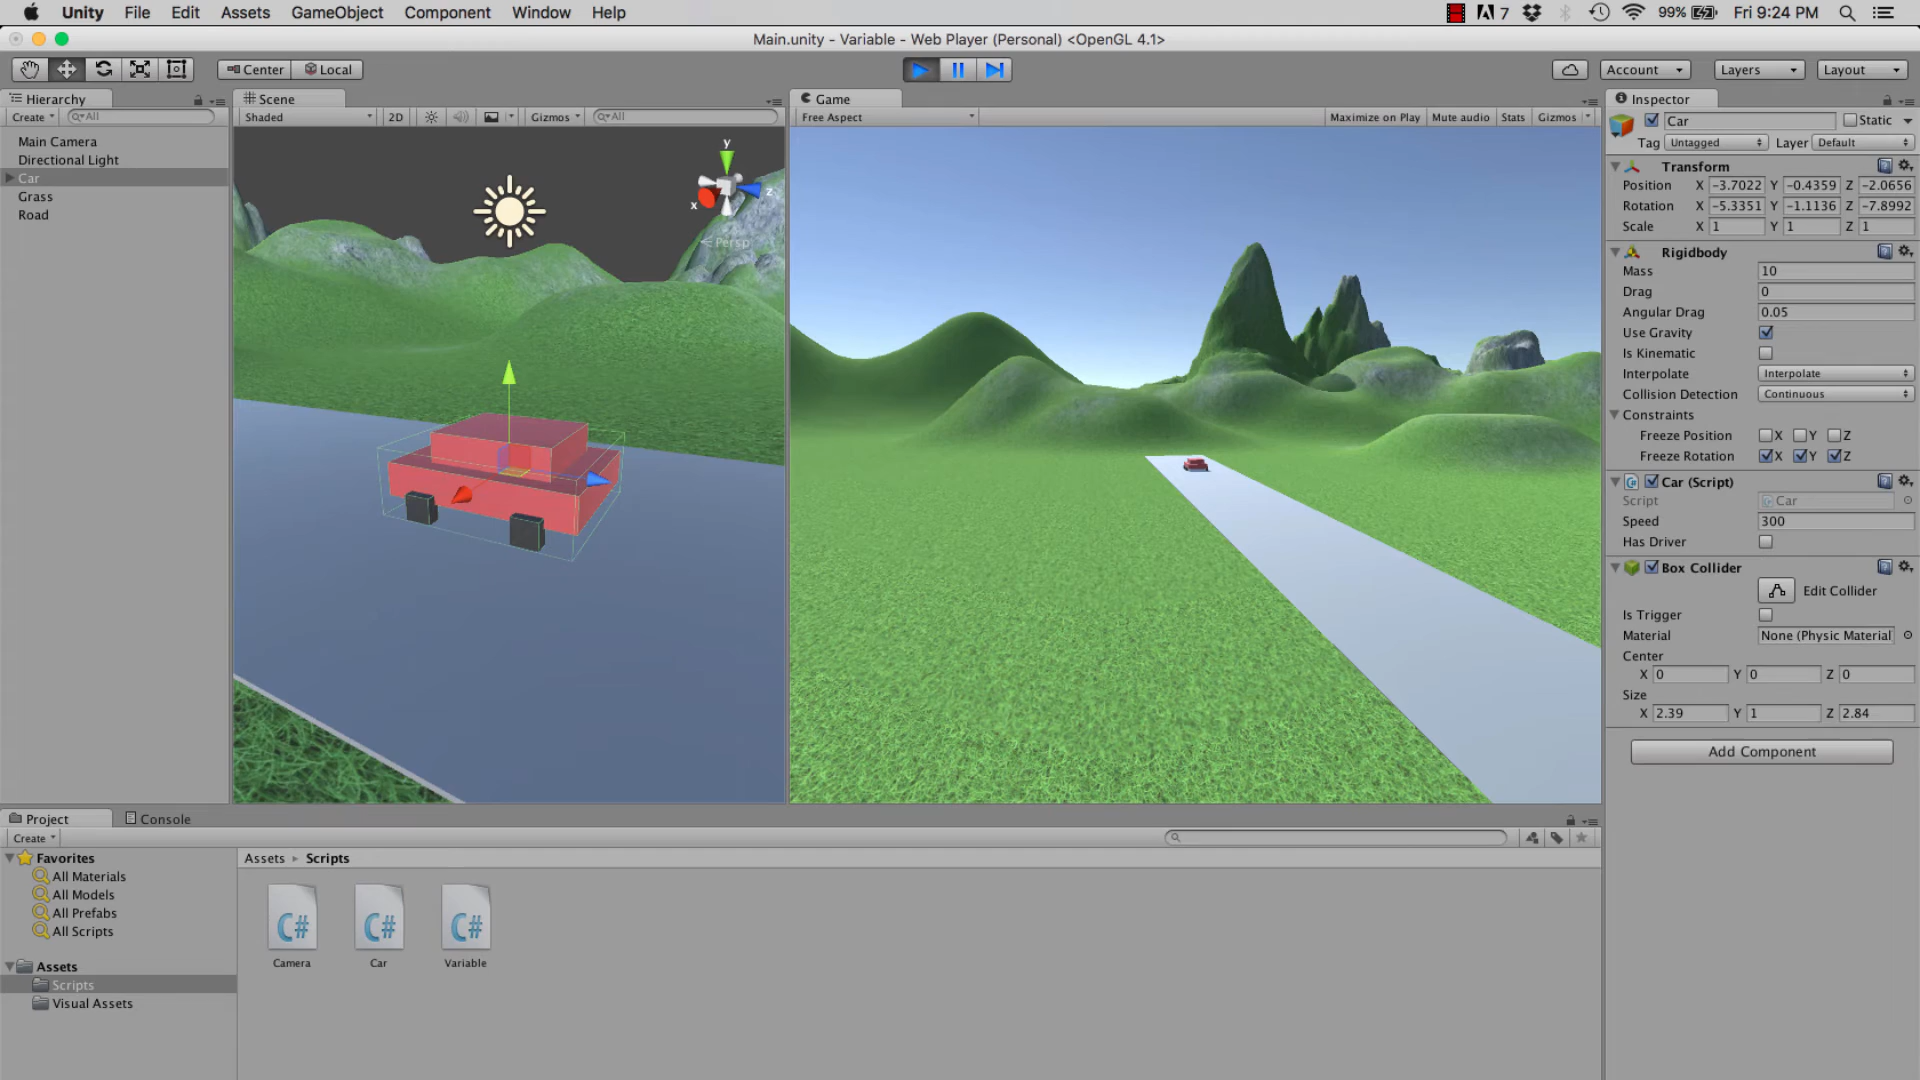 Unity File Edit Assets GameObject Component Window Help 7 99% Fri 9:24 PM
Main.unity - Variable - Web Player (Personal) <OpenGL 4.1>
Center Local Account Layers Layout
Hierarchy
Create All
Main Camera
Directional Light
Car
Grass
Road
Scene
Shaded 2D Gizmos All
y
z
x
Persp
Game
Free Aspect Maximize on Play Mute audio Stats Gizmos
Inspector
Car Static
Tag Untagged Layer Default
Transform
Position X -3.7022 Y -0.4359 Z -2.0656
Rotation X -5.3351 Y -1.1136 Z -7.8992
Scale X 1 Y 1 Z 1
Rigidbody
Mass 10
Drag 0
Angular Drag 0.05
Use Gravity
Is Kinematic
Interpolate Interpolate
Collision Detection Continuous
Constraints
Freeze Position X Y Z
Freeze Rotation X Y Z
Car (Script)
Script Car
Speed 300
Has Driver
Box Collider
Edit Collider
Is Trigger
Material None (Physic Material
Center
X 0 Y 0 Z 0
Size
X 2.39 Y 1 Z 2.84
Add Component
Project Console
Create
Favorites
All Materials
All Models
All Prefabs
All Scripts
Assets
Scripts
Visual Assets
Assets Scripts
C# C# C#
Camera Car Variable